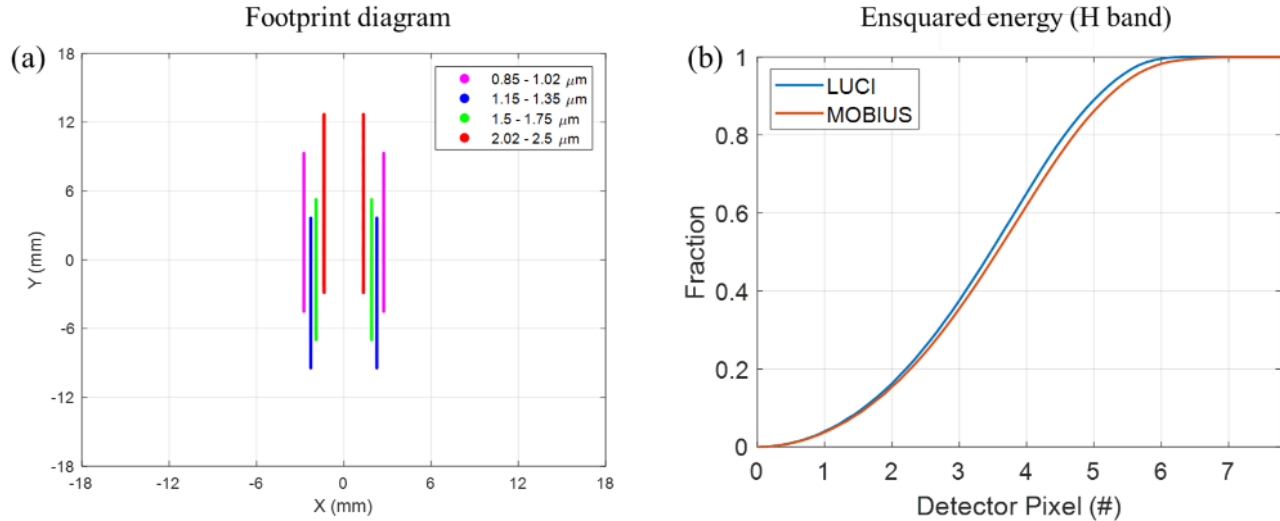 Footprint diagram
(a)
18
12
6
0
-6
-12
-18
Y (mm)
-18
-12
-6
0
6
12
18
X (mm)
0.85 - 1.02 μm
1.15 - 1.35 μm
1.5 - 1.75 μm
2.02 - 2.5 μm
Ensquared energy (H band)
(b)
1
0.8
0.6
0.4
0.2
0
Fraction
0
1
2
3
4
5
6
7
Detector Pixel (#)
LUCI
MOBIUS